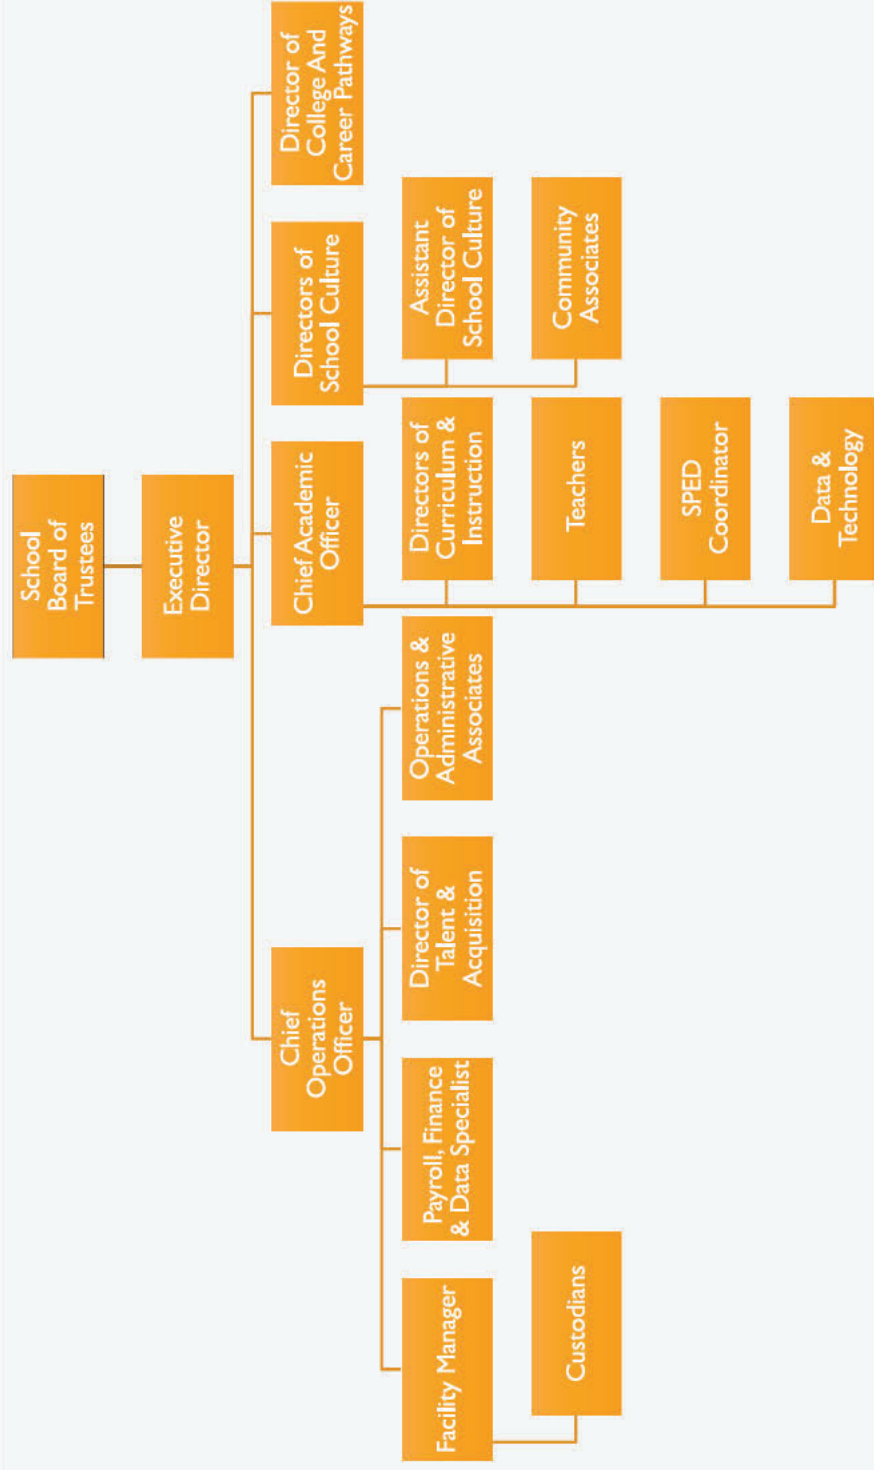 School
Board of
Trustees
Executive
Director
Chief
Operations
Officer
Chief Academic
Officer
Directors of
School Culture
Director of
College And
Career Pathways
Facility Manager
Payroll, Finance
& Data Specialist
Director of
Talent &
Acquisition
Operations &
Administrative
Associates
Directors of
Curriculum &
Instruction
Assistant
Director of
School Culture
Custodians
Teachers
Community
Associates
SPED
Coordinator
Data &
Technology